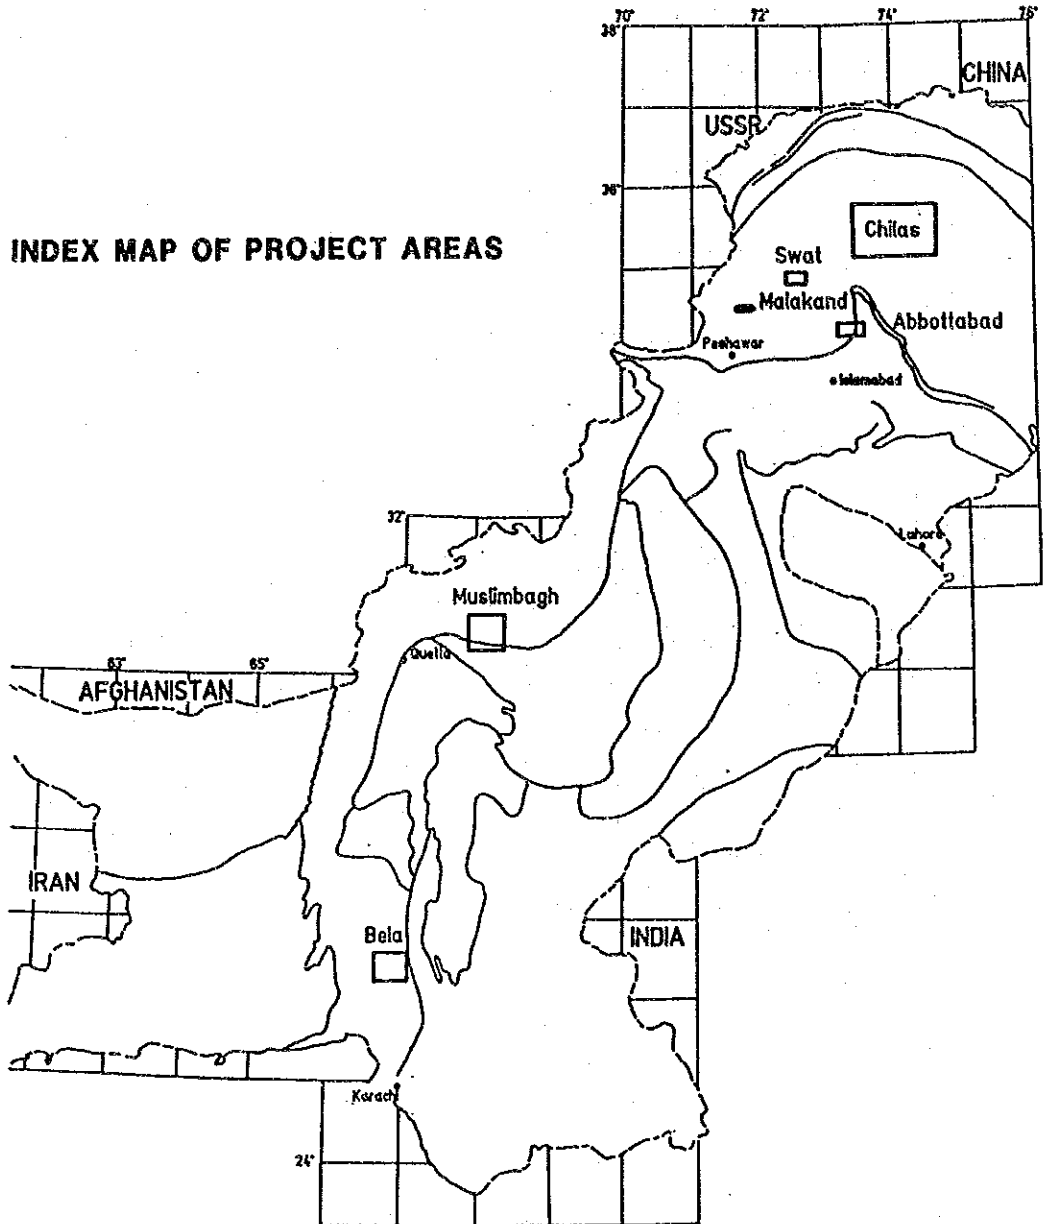 70° 72° 74° 76°
38°
CHINA
USSR
36°
INDEX MAP OF PROJECT AREAS
Chilas
Swat
Malakand
Abbottabad
Peshawar
Islamabad
32°
Lahore
Muslimbagh
Quetta
63° 65°
AFGHANISTAN
IRAN
Bela
INDIA
Karachi
24°